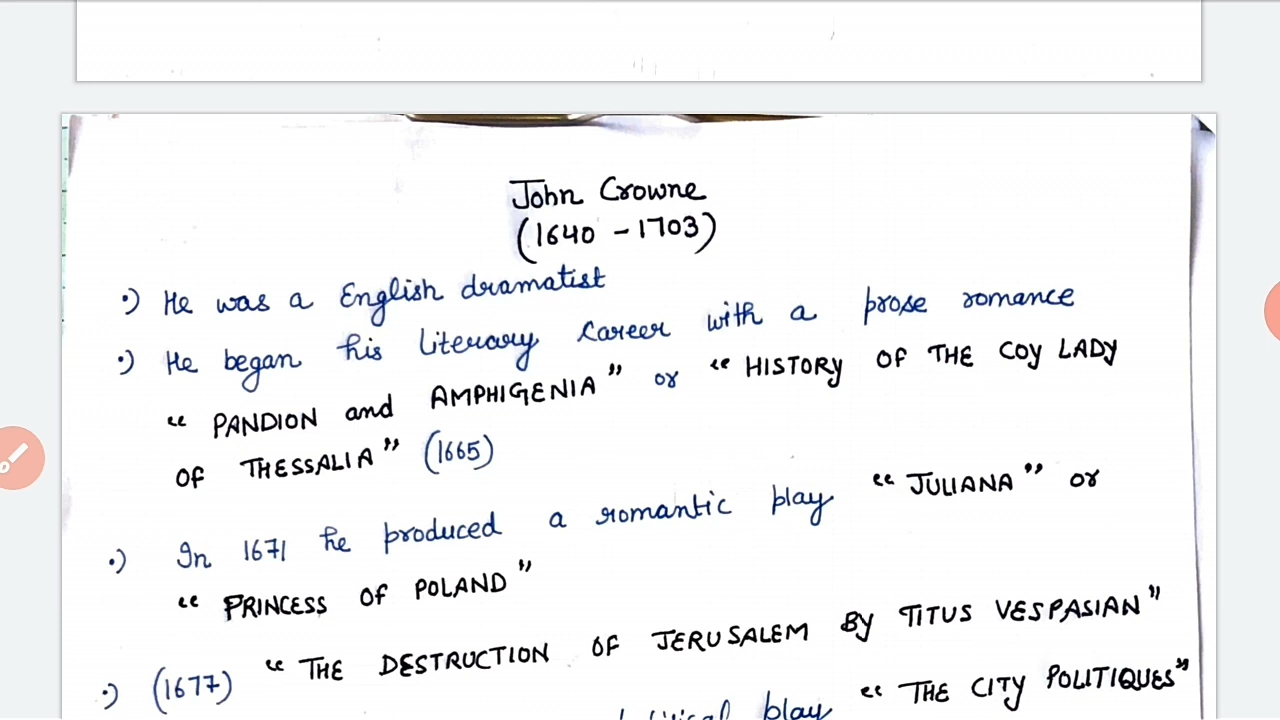 John Crowne
(1640 - 1703)
•) He was a English dramatist
•) He began his literary career with a prose romance
“ PANDION and AMPHIGENIA ” or “ HISTORY OF THE COY LADY
OF THESSALIA ” (1665)
•) In 1671 he produced a romantic play “ JULIANA ” or
“ PRINCESS OF POLAND ”
•) (1677) “ THE DESTRUCTION OF JERUSALEM BY TITUS VESPASIAN ”
play “ THE CITY POLITIQUES ”